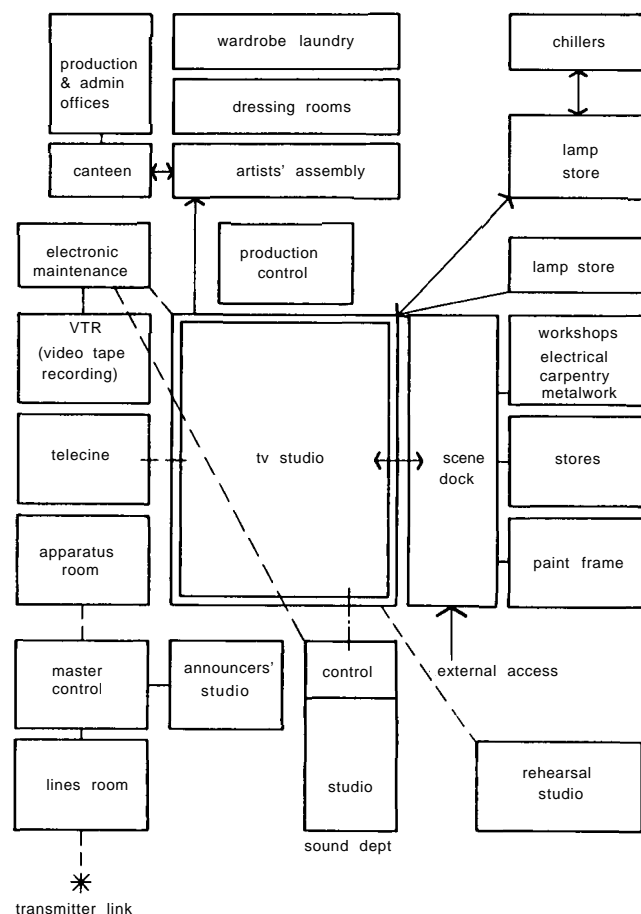 wardrobe laundry
chillers
production
& admin
offices
dressing rooms
lamp
store
canteen
artists' assembly
electronic
maintenance
production
control
lamp store
VTR
(video tape
recording)
workshops
electrical
carpentry
metalwork
telecine
tv studio
scene
dock
stores
apparatus
room
paint frame
master
control
announcers'
studio
control
external access
lines room
studio
rehearsal
studio
sound dept
transmitter link